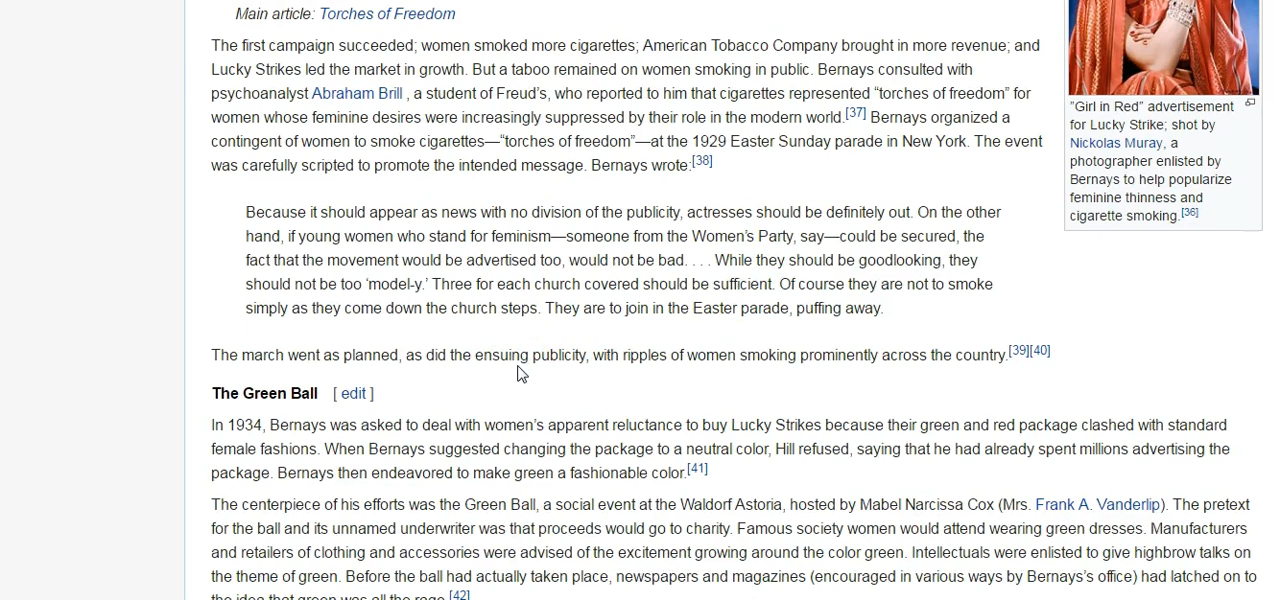 Main article: Torches of Freedom
The first campaign succeeded; women smoked more cigarettes; American Tobacco Company brought in more revenue; and
Lucky Strikes led the market in growth. But a taboo remained on women smoking in public. Bernays consulted with
psychoanalyst Abraham Brill , a student of Freud’s, who reported to him that cigarettes represented “torches of freedom” for
women whose feminine desires were increasingly suppressed by their role in the modern world.[37] Bernays organized a
contingent of women to smoke cigarettes—“torches of freedom”—at the 1929 Easter Sunday parade in New York. The event
was carefully scripted to promote the intended message. Bernays wrote:[38]
Because it should appear as news with no division of the publicity, actresses should be definitely out. On the other
hand, if young women who stand for feminism—someone from the Women’s Party, say—could be secured, the
fact that the movement would be advertised too, would not be bad. . . . While they should be goodlooking, they
should not be too ‘model-y.’ Three for each church covered should be sufficient. Of course they are not to smoke
simply as they come down the church steps. They are to join in the Easter parade, puffing away.
The march went as planned, as did the ensuing publicity, with ripples of women smoking prominently across the country.[39][40]
"Girl in Red" advertisement
for Lucky Strike; shot by
Nickolas Muray, a
photographer enlisted by
Bernays to help popularize
feminine thinness and
cigarette smoking.[36]
The Green Ball [ edit ]
In 1934, Bernays was asked to deal with women’s apparent reluctance to buy Lucky Strikes because their green and red package clashed with standard
female fashions. When Bernays suggested changing the package to a neutral color, Hill refused, saying that he had already spent millions advertising the
package. Bernays then endeavored to make green a fashionable color.[41]
The centerpiece of his efforts was the Green Ball, a social event at the Waldorf Astoria, hosted by Mabel Narcissa Cox (Mrs. Frank A. Vanderlip). The pretext
for the ball and its unnamed underwriter was that proceeds would go to charity. Famous society women would attend wearing green dresses. Manufacturers
and retailers of clothing and accessories were advised of the excitement growing around the color green. Intellectuals were enlisted to give highbrow talks on
the theme of green. Before the ball had actually taken place, newspapers and magazines (encouraged in various ways by Bernays’s office) had latched on to
the idea that green was all the rage.[42]